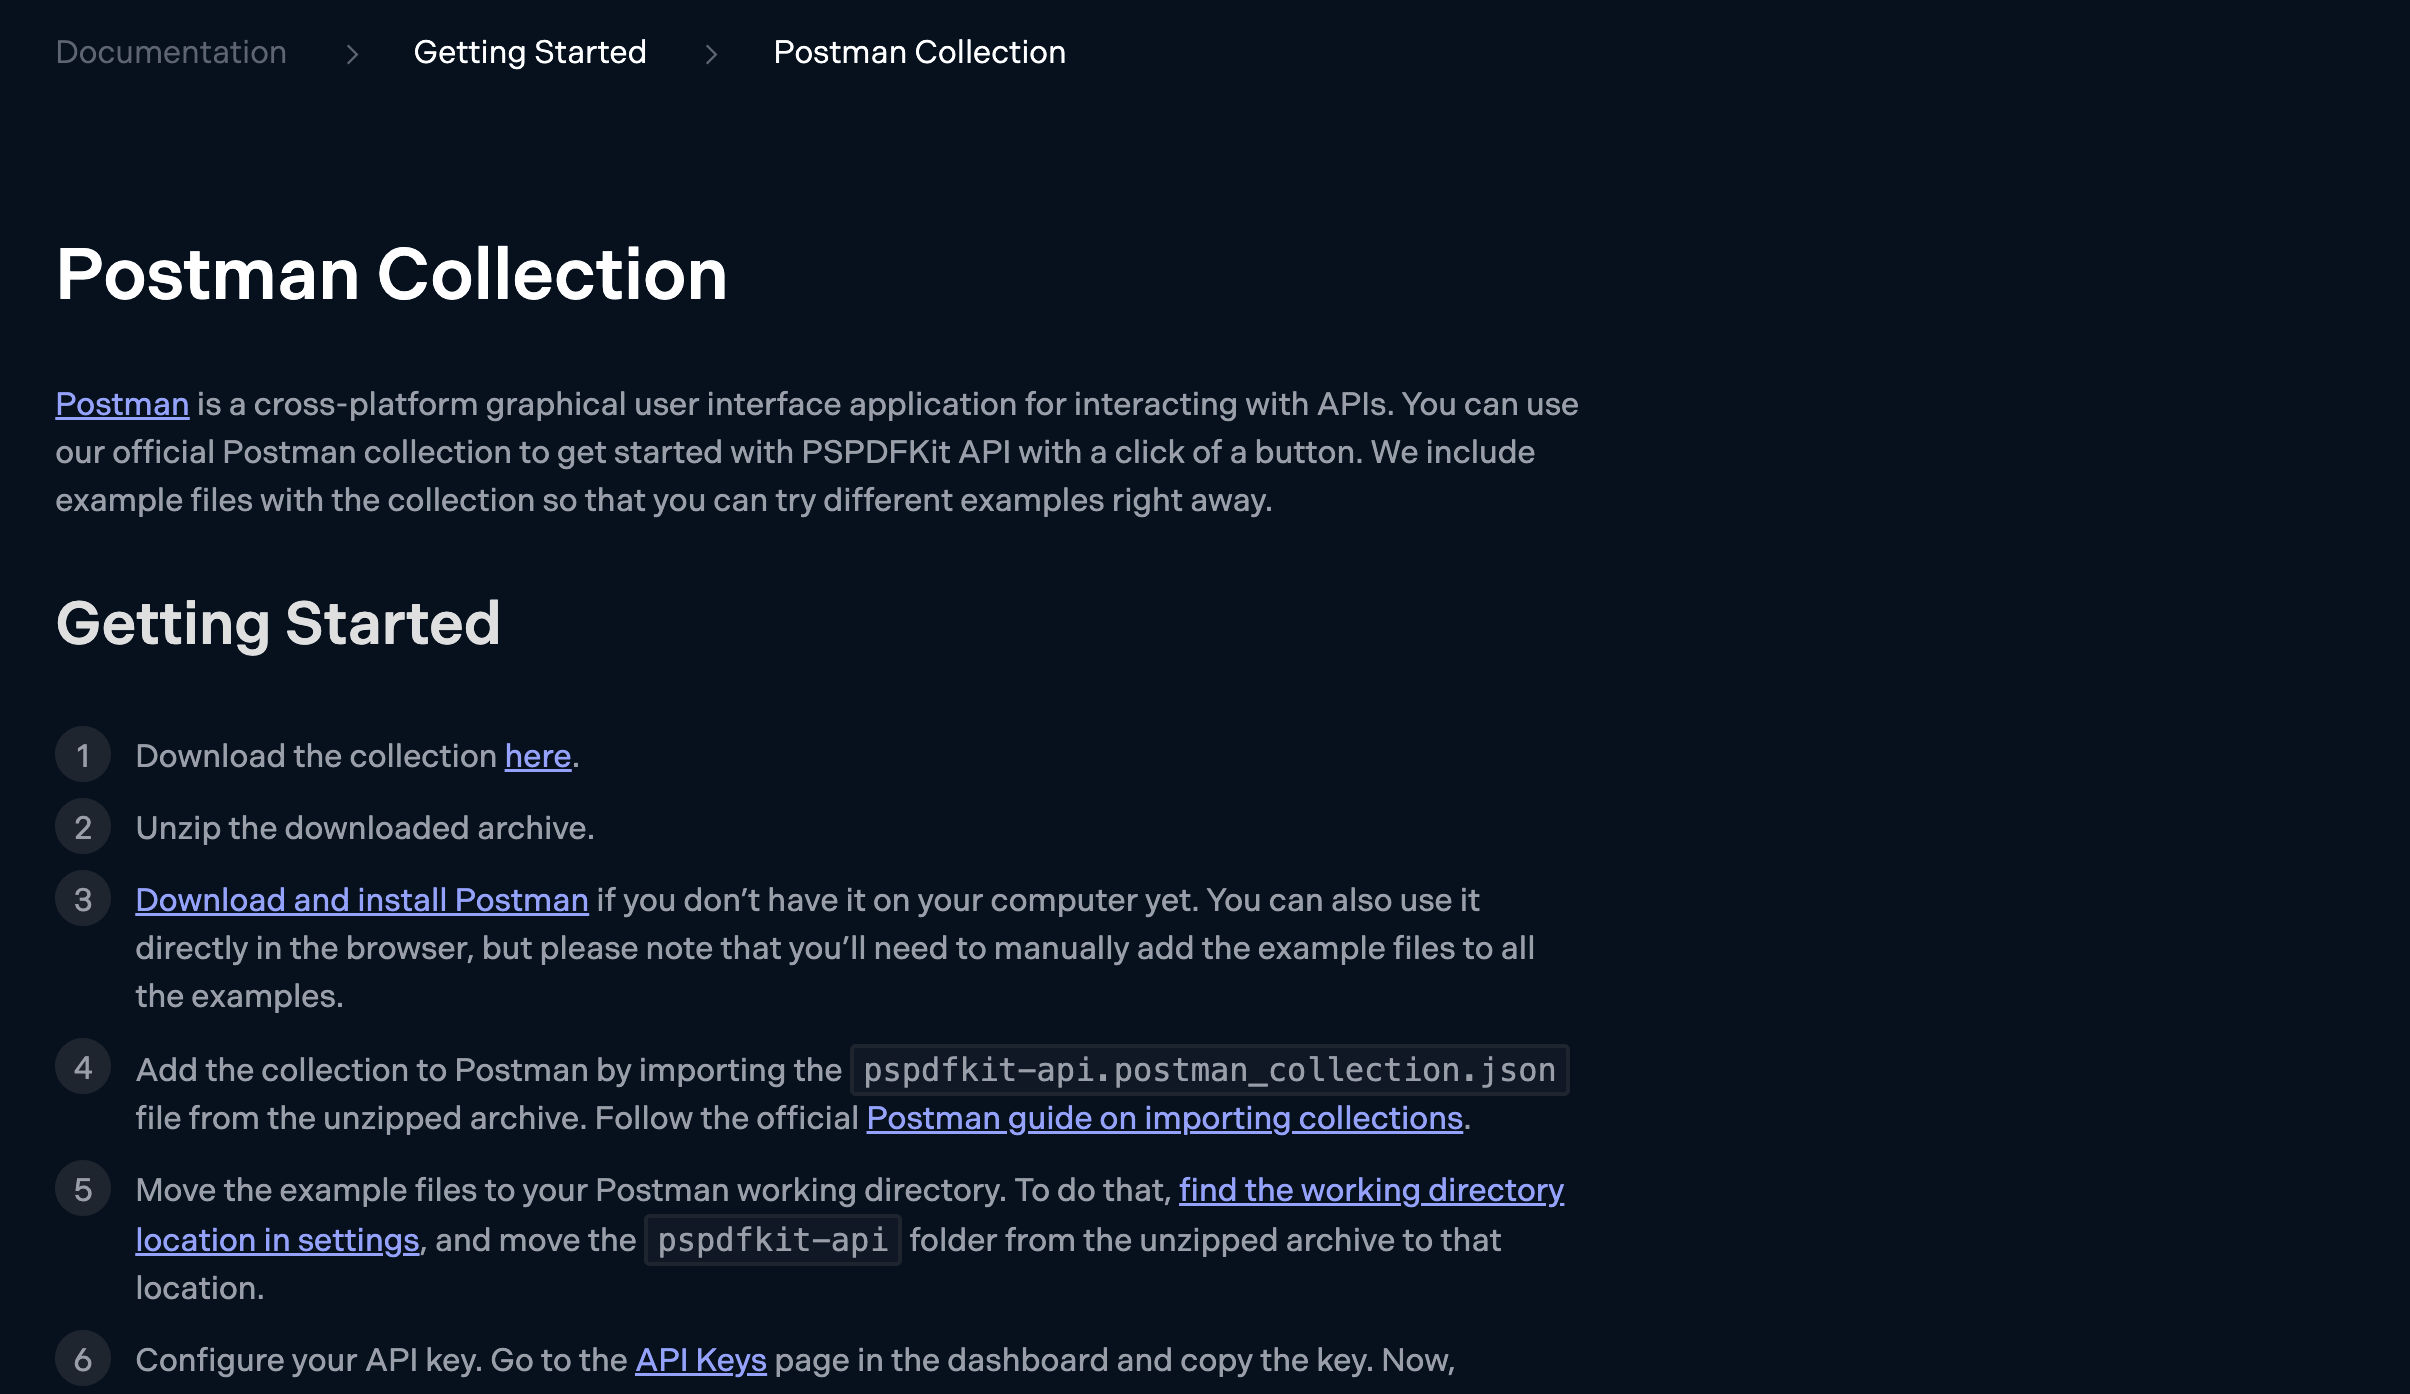 Documentation > Getting Started > Postman Collection
Postman Collection
Postman is a cross-platform graphical user interface application for interacting with APIs. You can use
our official Postman collection to get started with PSPDFKit API with a click of a button. We include
example files with the collection so that you can try different examples right away.
Getting Started
1 Download the collection here.
2 Unzip the downloaded archive.
3 Download and install Postman if you don’t have it on your computer yet. You can also use it
directly in the browser, but please note that you’ll need to manually add the example files to all
the examples.
4 Add the collection to Postman by importing the pspdfkit-api.postman_collection.json
file from the unzipped archive. Follow the official Postman guide on importing collections.
5 Move the example files to your Postman working directory. To do that, find the working directory
location in settings, and move the pspdfkit-api folder from the unzipped archive to that
location.
6 Configure your API key. Go to the API Keys page in the dashboard and copy the key. Now,